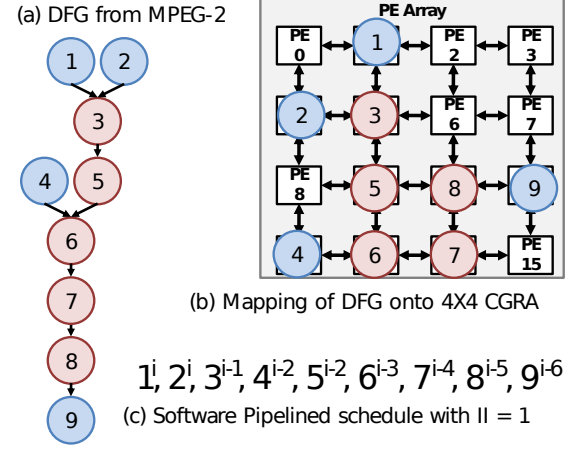 (a) DFG from MPEG-2
1 2
3
4 5
6
7
8
9
PE Array
PE 0
1
PE 2
PE 3
2
3
PE 6
PE 7
PE 8
5
8
9
4
6
7
PE 15
(b) Mapping of DFG onto 4X4 CGRA
1ⁱ, 2ⁱ, 3ⁱ⁻¹, 4ⁱ⁻², 5ⁱ⁻², 6ⁱ⁻³, 7ⁱ⁻⁴, 8ⁱ⁻⁵, 9ⁱ⁻⁶
(c) Software Pipelined schedule with II = 1